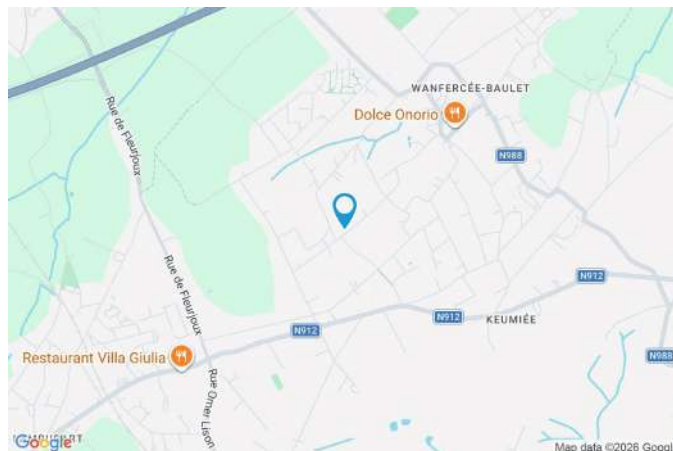 WANFERCÉE-BAULET
Dolce Onorio
Rue de Fleurjoux
N988
Rue de Fleurjoux
N912
N912
N912
KEUMIÉE
Restaurant Villa Giulia
N988
Rue Omer Lison
Google
Map data ©2026 Googl